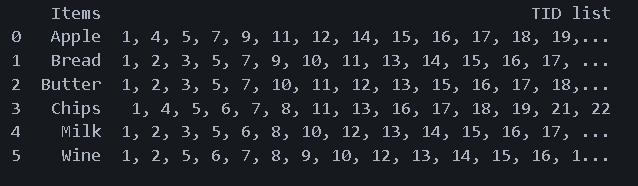 Items TID list
0 Apple 1, 4, 5, 7, 9, 11, 12, 14, 15, 16, 17, 18, 19,...
1 Bread 1, 2, 3, 5, 7, 9, 10, 11, 13, 14, 15, 16, 17, ...
2 Butter 1, 2, 3, 5, 7, 10, 11, 12, 13, 15, 16, 17, 18,...
3 Chips 1, 4, 5, 6, 7, 8, 11, 13, 16, 17, 18, 19, 21, 22
4 Milk 1, 2, 3, 5, 6, 8, 10, 12, 13, 14, 15, 16, 17, ...
5 Wine 1, 2, 5, 6, 7, 8, 9, 10, 12, 13, 14, 15, 16, 1...